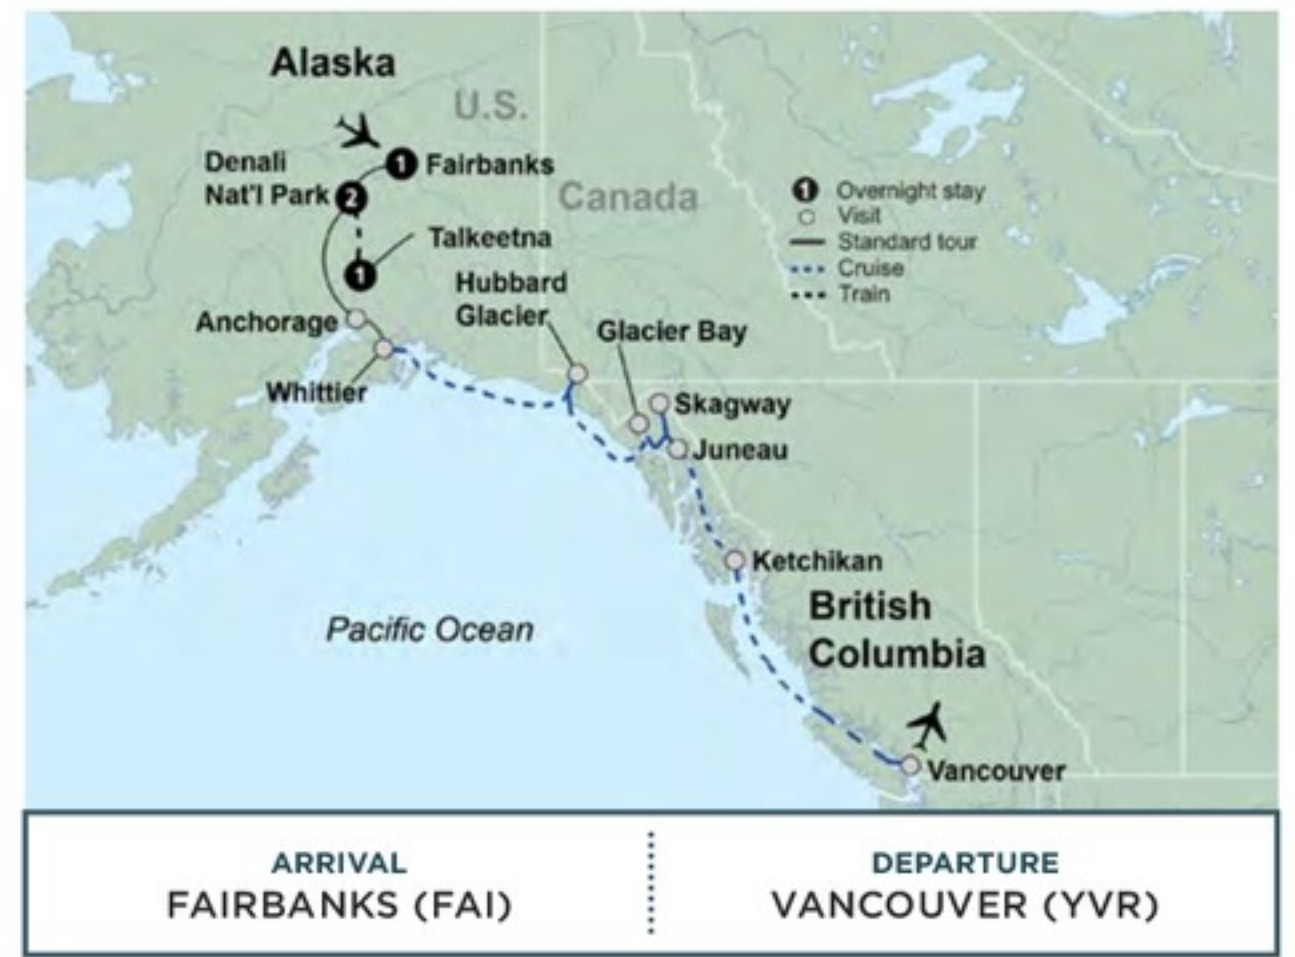 Alaska
U.S.
Denali
Nat'l Park
2
1
Fairbanks
Canada
1
Overnight stay
Visit
Standard tour
Cruise
Train
Talkeetna
1
Hubbard
Glacier
Anchorage
Glacier Bay
Whittier
Skagway
Juneau
Ketchikan
British
Columbia
Pacific Ocean
Vancouver
ARRIVAL
FAIRBANKS (FAI)
DEPARTURE
VANCOUVER (YVR)